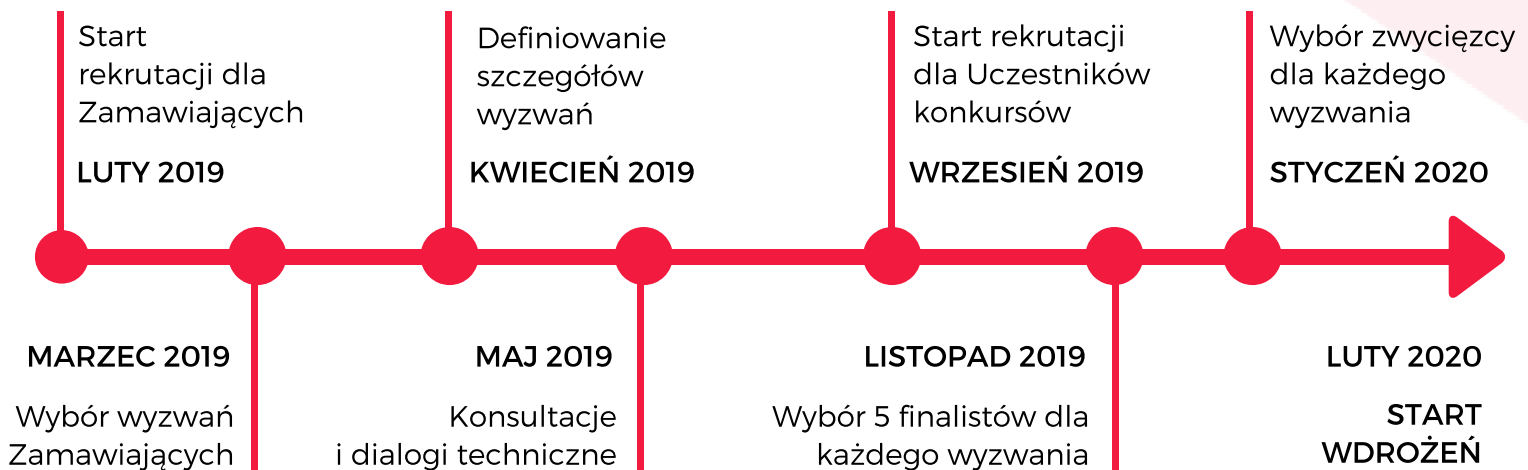 Start
rekrutacji dla
Zamawiających
LUTY 2019
MARZEC 2019
Wybór wyzwań
Zamawiających
Definiowanie
szczegółów
wyzwań
KWIECIEŃ 2019
MAJ 2019
Konsultacje
i dialogi techniczne
Start rekrutacji
dla Uczestników
konkursów
WRZESIEŃ 2019
LISTOPAD 2019
Wybór 5 finalistów dla
każdego wyzwania
Wybór zwycięzcy
dla każdego
wyzwania
STYCZEŃ 2020
LUTY 2020
START
WDROŻEŃ